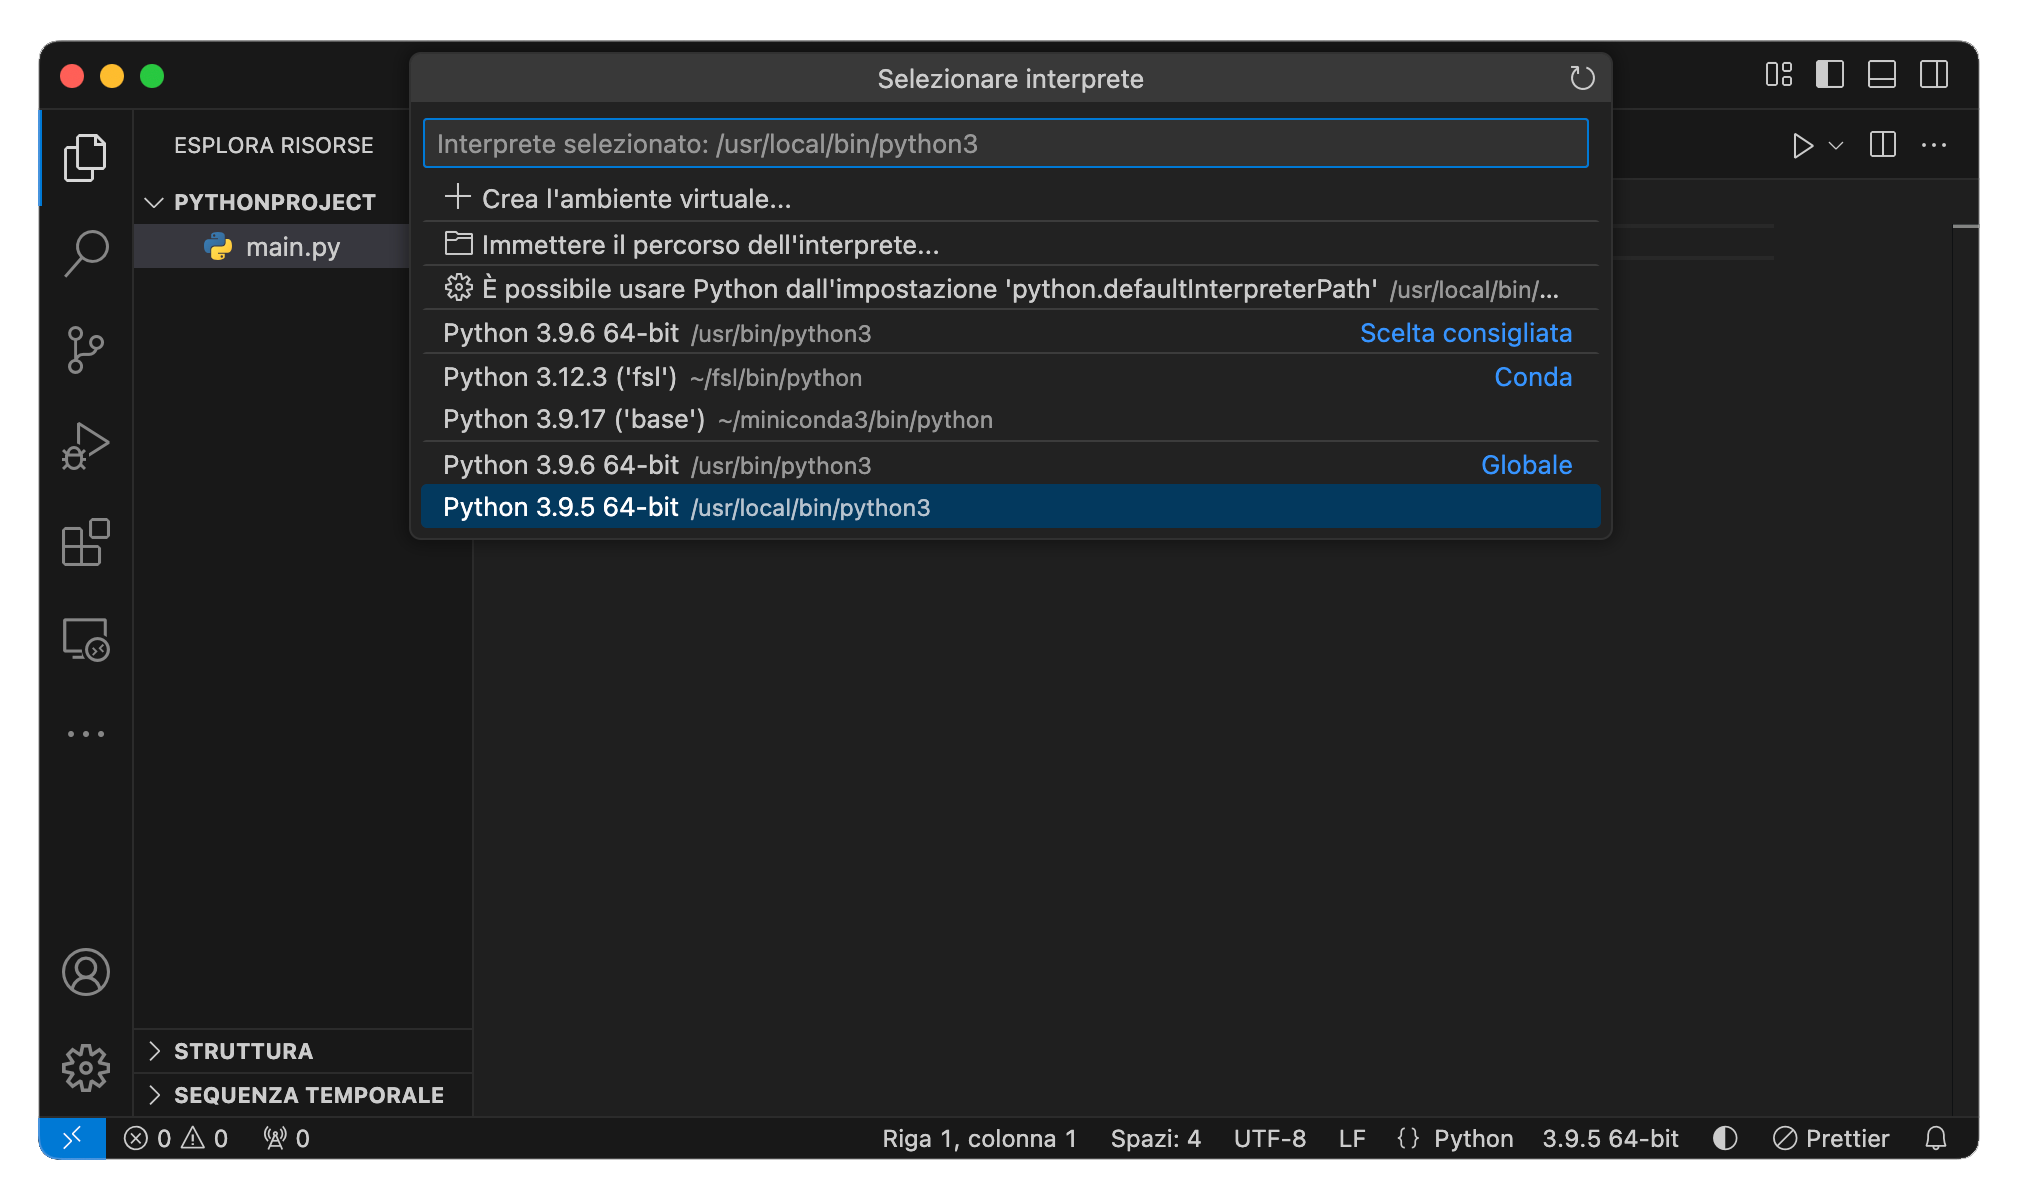 Selezionare interprete
Interprete selezionato: /usr/local/bin/python3
Crea l'ambiente virtuale...
Immettere il percorso dell'interprete...
È possibile usare Python dall'impostazione 'python.defaultInterpreterPath' /usr/local/bin/...
Python 3.9.6 64-bit /usr/bin/python3 Scelta consigliata
Python 3.12.3 ('fsl') ~/fsl/bin/python Conda
Python 3.9.17 ('base') ~/miniconda3/bin/python
Python 3.9.6 64-bit /usr/bin/python3 Globale
Python 3.9.5 64-bit /usr/local/bin/python3
ESPLORA RISORSE
PYTHONPROJECT
main.py
STRUTTURA
SEQUENZA TEMPORALE
0 0 0 Riga 1, colonna 1 Spazi: 4 UTF-8 LF {} Python 3.9.5 64-bit Prettier